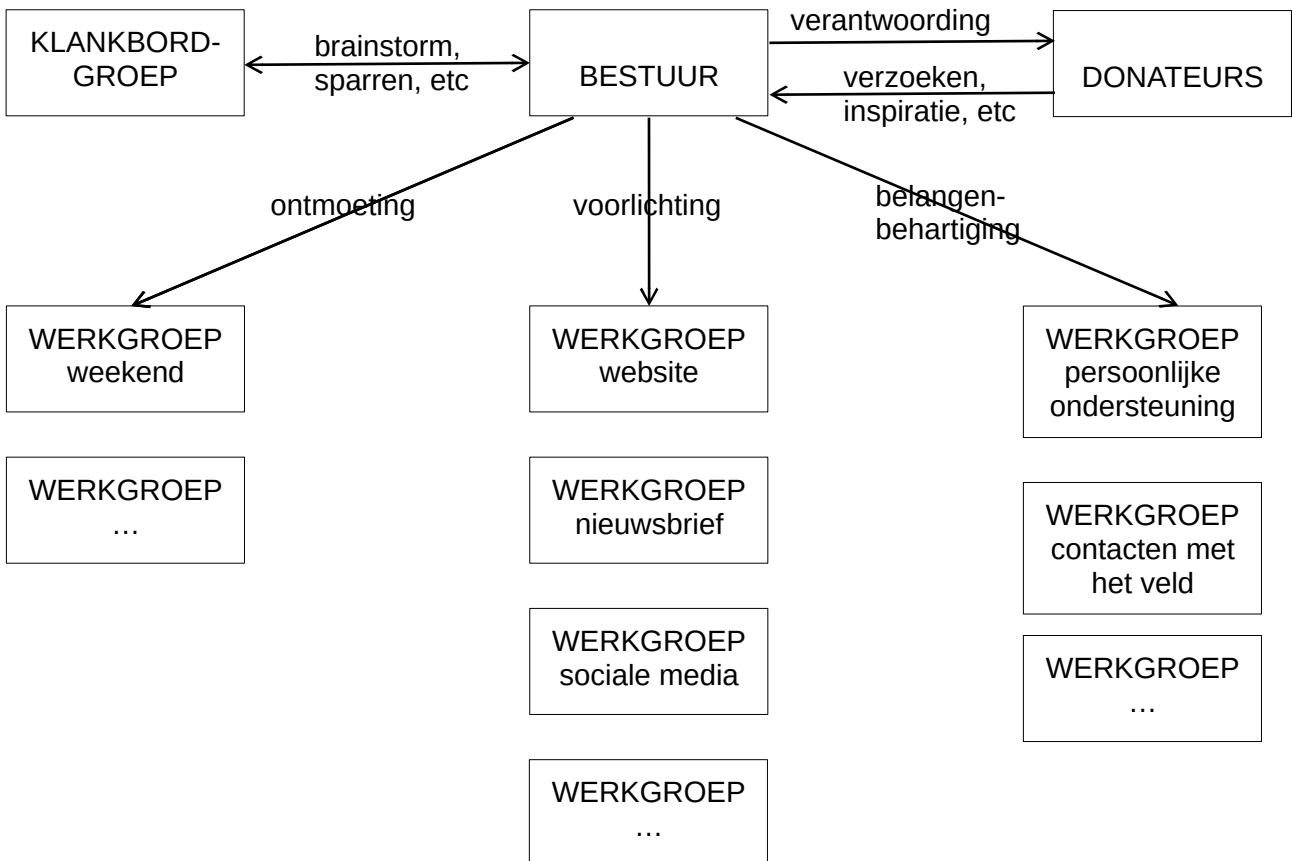 KLANKBORD-
GROEP
brainstorm,
sparren, etc
BESTUUR
verantwoording
verzoeken,
inspiratie, etc
DONATEURS
ontmoeting
voorlichting
belangen-
behartiging
WERKGROEP
weekend
WERKGROEP
…
WERKGROEP
website
WERKGROEP
nieuwsbrief
WERKGROEP
sociale media
WERKGROEP
…
WERKGROEP
persoonlijke
ondersteuning
WERKGROEP
contacten met
het veld
WERKGROEP
…